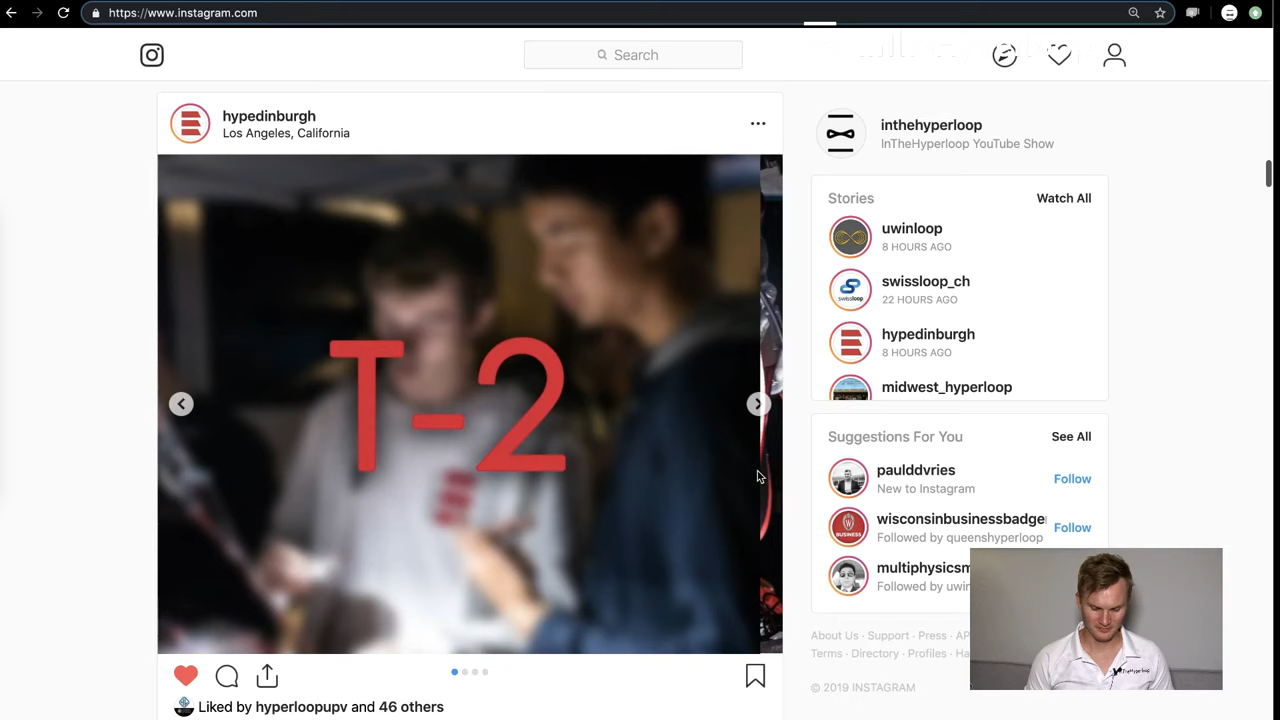 https://www.instagram.com
Search
hypedinburgh
Los Angeles, California
T-2
Liked by hyperloopupv and 46 others
inthehyperloop
InTheHyperloop YouTube Show
Stories
Watch All
uwinloop
8 HOURS AGO
swissloop_ch
swissloop
22 HOURS AGO
hypedinburgh
8 HOURS AGO
midwest_hyperloop
Suggestions For You
See All
paulddvries
New to Instagram
Follow
wisconsinbusinessbadge
Followed by queenshyperloop
Follow
BUSINESS
multiphysicsm
Followed by uwin
About Us · Support · Press · AP
Terms · Directory · Profiles · Ha
© 2019 INSTAGRAM